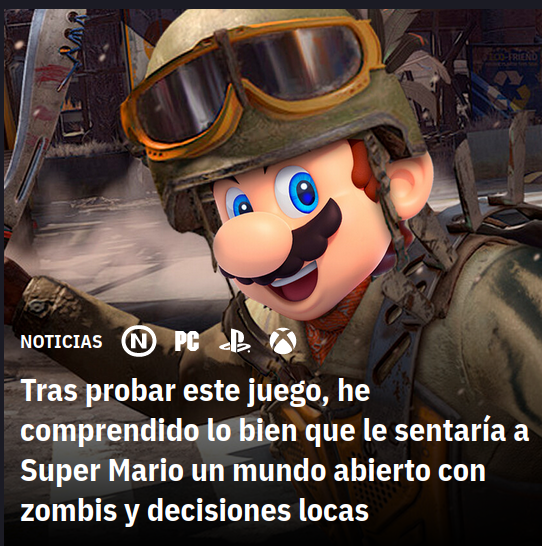 NOTICIAS N PC
Tras probar este juego, he
comprendido lo bien que le sentaría a
Super Mario un mundo abierto con
zombis y decisiones locas